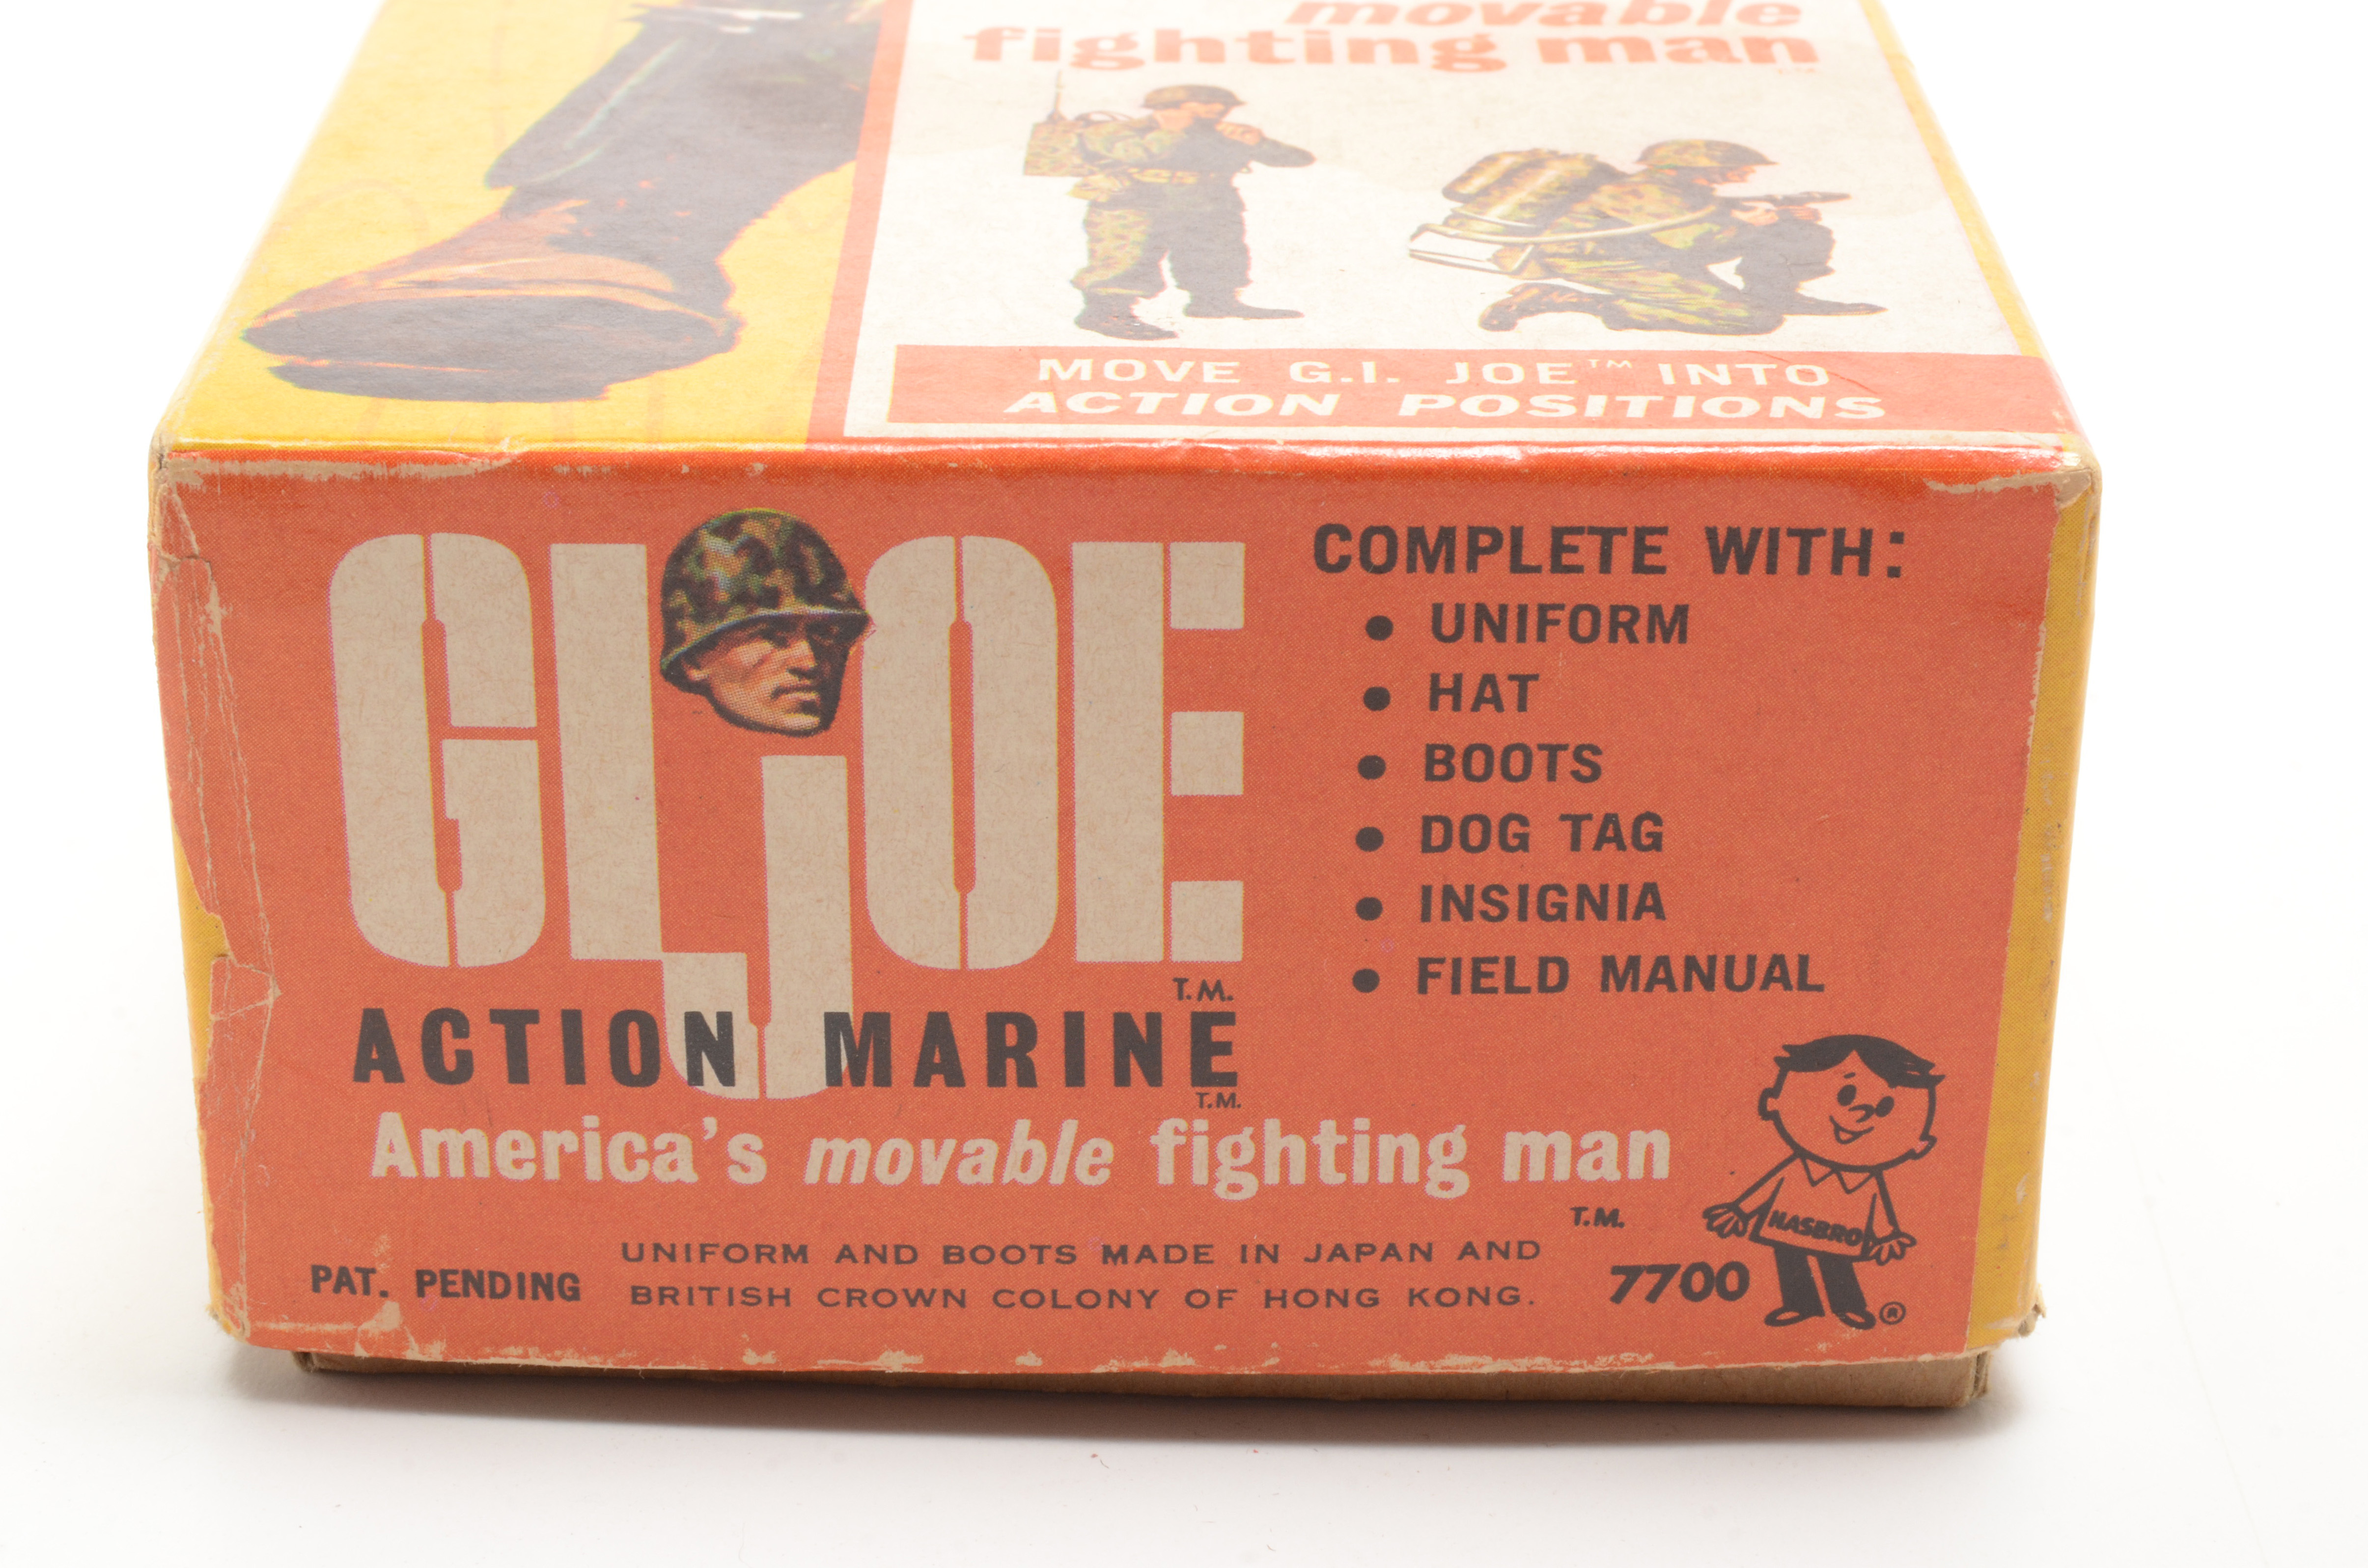 movable
fighting man
MOVE G.I. JOE™ INTO
ACTION POSITIONS
GI JOE
T.M.
ACTION MARINE
T.M.
America's movable fighting man
T.M.
COMPLETE WITH:
• UNIFORM
• HAT
• BOOTS
• DOG TAG
• INSIGNIA
• FIELD MANUAL
PAT. PENDING
UNIFORM AND BOOTS MADE IN JAPAN AND
BRITISH CROWN COLONY OF HONG KONG.
7700
HASBRO
®